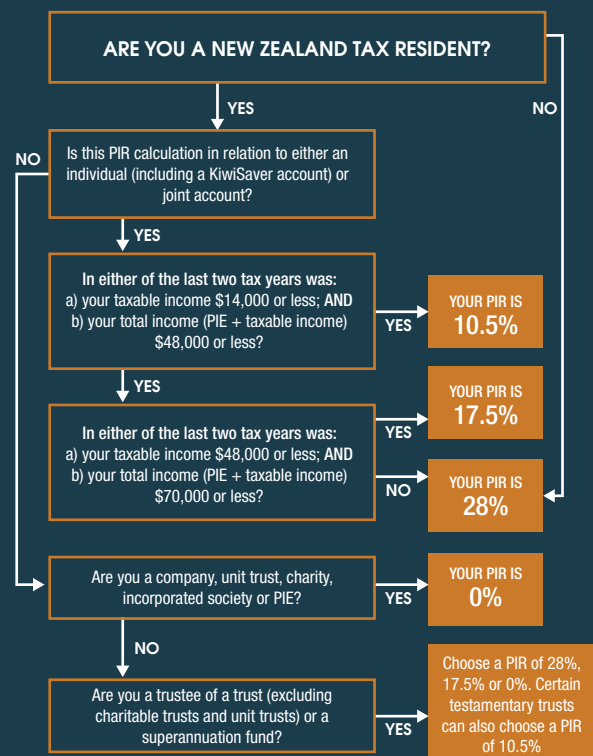 ARE YOU A NEW ZEALAND TAX RESIDENT?
YES
NO
NO
Is this PIR calculation in relation to either an
individual (including a KiwiSaver account) or
joint account?
YES
In either of the last two tax years was:
a) your taxable income $14,000 or less; AND
b) your total income (PIE + taxable income)
$48,000 or less?
YES
YOUR PIR IS
10.5%
YES
In either of the last two tax years was:
a) your taxable income $48,000 or less; AND
b) your total income (PIE + taxable income)
$70,000 or less?
YES
YOUR PIR IS
17.5%
NO
YOUR PIR IS
28%
Are you a company, unit trust, charity,
incorporated society or PIE?
YES
YOUR PIR IS
0%
NO
Are you a trustee of a trust (excluding
charitable trusts and unit trusts) or a
superannuation fund?
YES
Choose a PIR of 28%,
17.5% or 0%. Certain
testamentary trusts
can also choose a PIR
of 10.5%